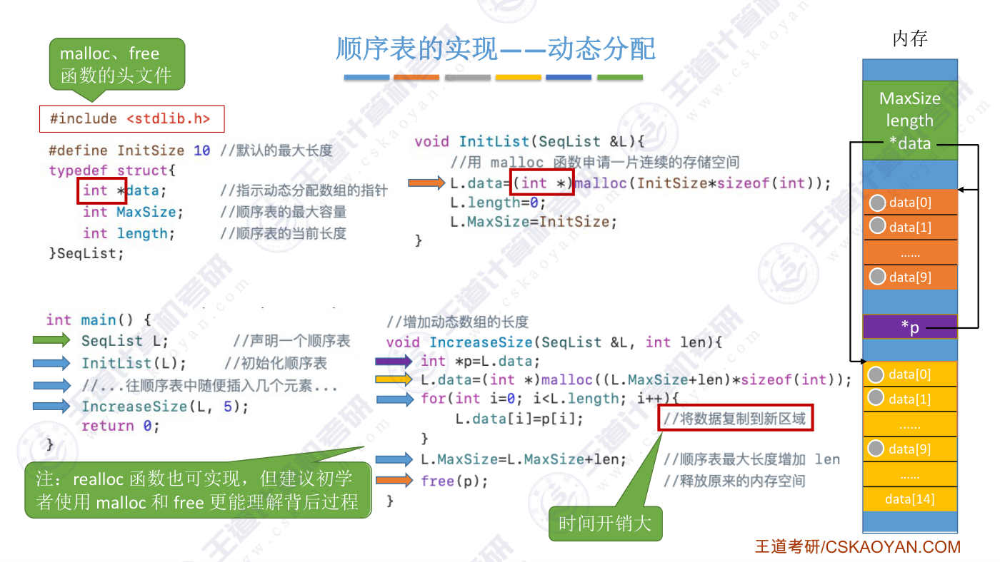 顺序表的实现——动态分配
malloc、free
函数的头文件
#include <stdlib.h>
#define InitSize 10 //默认的最大长度
typedef struct{
int *data; //指示动态分配数组的指针
int MaxSize; //顺序表的最大容量
int length; //顺序表的当前长度
}SeqList;
void InitList(SeqList &L){
//用 malloc 函数申请一片连续的存储空间
L.data=(int *)malloc(InitSize*sizeof(int));
L.length=0;
L.MaxSize=InitSize;
}
int main() {
SeqList L; //声明一个顺序表
InitList(L); //初始化顺序表
//...往顺序表中随便插入几个元素...
IncreaseSize(L, 5);
return 0;
}
注：realloc 函数也可实现，但建议初学
者使用 malloc 和 free 更能理解背后过程
//增加动态数组的长度
void IncreaseSize(SeqList &L, int len){
int *p=L.data;
L.data=(int *)malloc((L.MaxSize+len)*sizeof(int));
for(int i=0; i<L.length; i++){
L.data[i]=p[i]; //将数据复制到新区域
}
L.MaxSize=L.MaxSize+len; //顺序表最大长度增加 len
free(p); //释放原来的内存空间
}
时间开销大
内存
MaxSize
length
*data
data[0]
data[1]
......
data[9]
*p
data[0]
data[1]
......
data[9]
......
data[14]
王道考研/CSKAOYAN.COM
王道计算机考研
www.cskaoyan.com